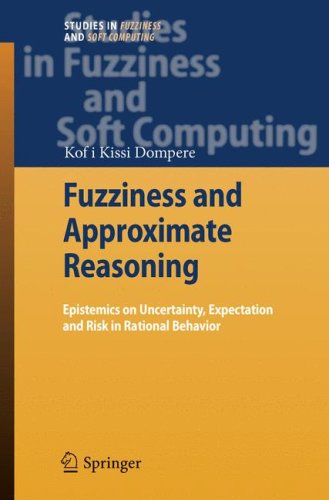 STUDIES IN FUZZINESS
AND SOFT COMPUTING
Studies
in Fuzziness
and
Soft Computing
Kof i Kissi Dompere
Fuzziness and
Approximate
Reasoning
Epistemics on Uncertainty, Expectation
and Risk in Rational Behavior
Springer